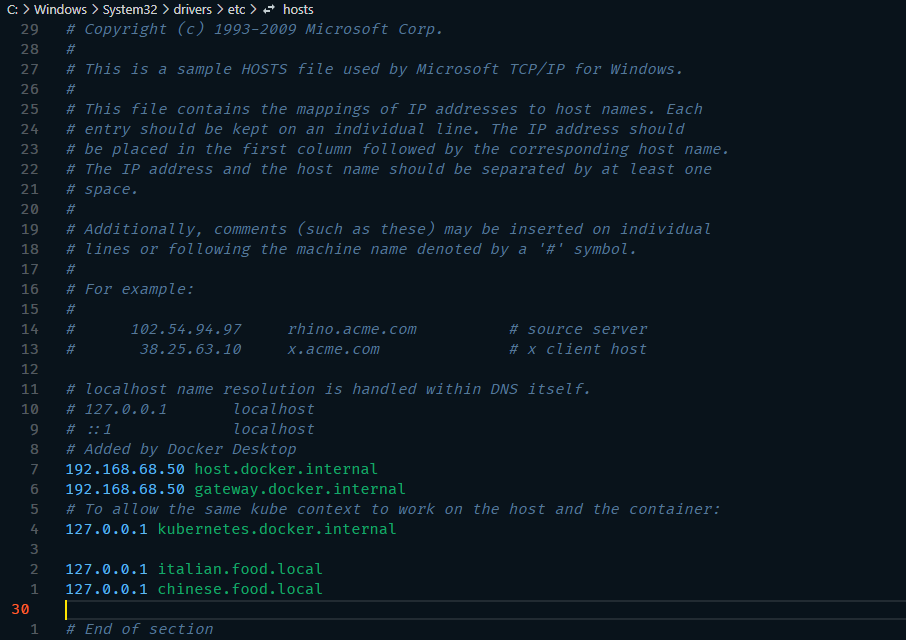 C: > Windows > System32 > drivers > etc > hosts
29 # Copyright (c) 1993-2009 Microsoft Corp.
28 #
27 # This is a sample HOSTS file used by Microsoft TCP/IP for Windows.
26 #
25 # This file contains the mappings of IP addresses to host names. Each
24 # entry should be kept on an individual line. The IP address should
23 # be placed in the first column followed by the corresponding host name.
22 # The IP address and the host name should be separated by at least one
21 # space.
20 #
19 # Additionally, comments (such as these) may be inserted on individual
18 # lines or following the machine name denoted by a '#' symbol.
17 #
16 # For example:
15 #
14 #      102.54.94.97     rhino.acme.com          # source server
13 #       38.25.63.10     x.acme.com              # x client host
12
11 # localhost name resolution is handled within DNS itself.
10 # 127.0.0.1       localhost
9 # ::1             localhost
8 # Added by Docker Desktop
7 192.168.68.50 host.docker.internal
6 192.168.68.50 gateway.docker.internal
5 # To allow the same kube context to work on the host and the container:
4 127.0.0.1 kubernetes.docker.internal
3
2 127.0.0.1 italian.food.local
1 127.0.0.1 chinese.food.local
30
1 # End of section